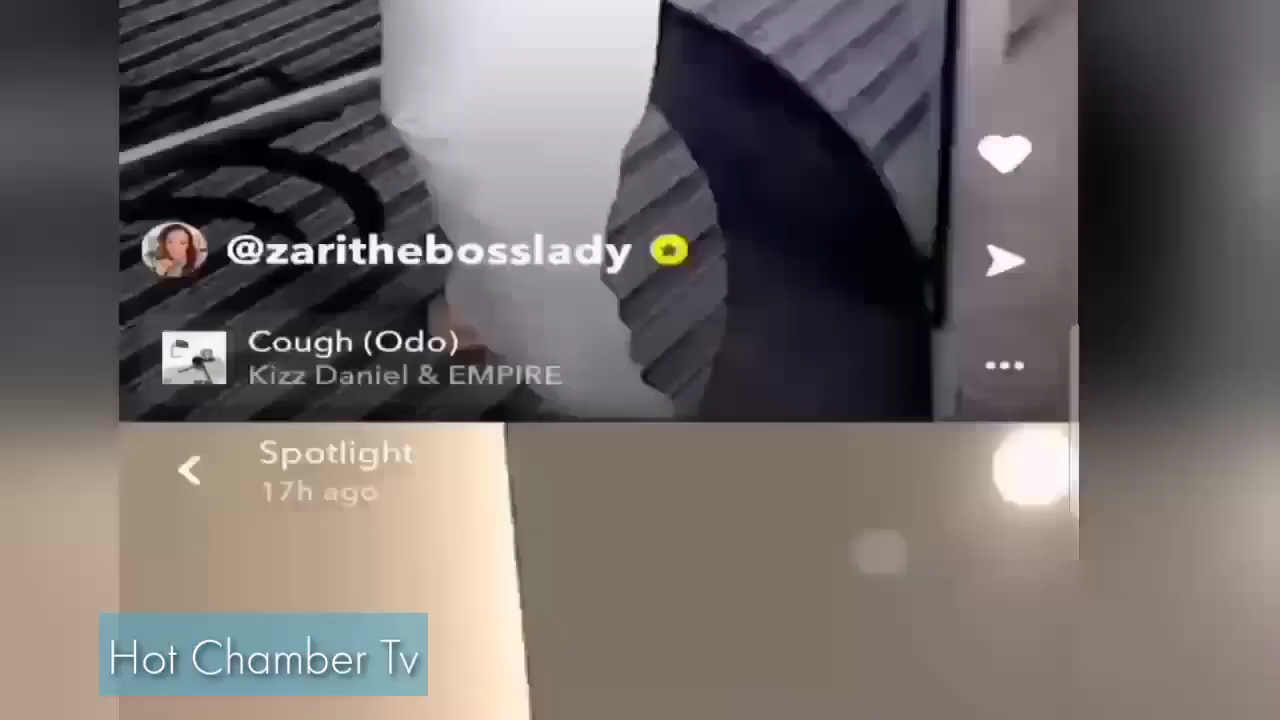 @zarithebosslady
Cough (Odo)
Kizz Daniel & EMPIRE
Spotlight
17h ago
Hot Chamber Tv